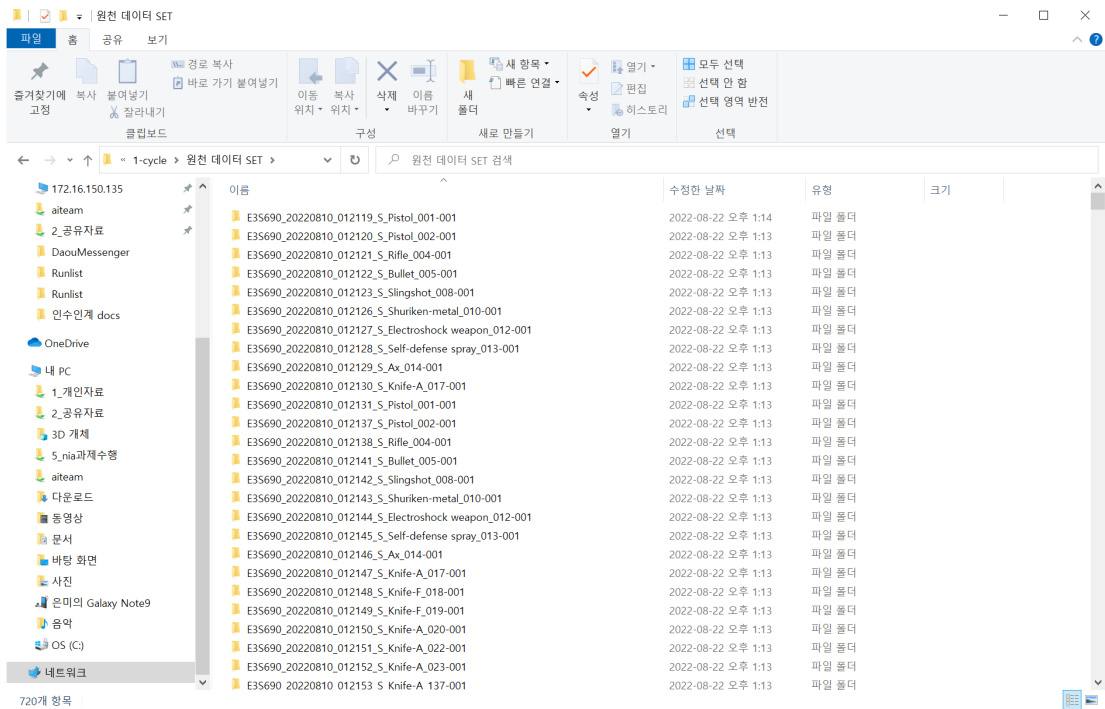 원천 데이터 SET
파일 홈 공유 보기
즐겨찾기에 고정
복사
붙여넣기
경로 복사
바로 가기 붙여넣기
잘라내기
클립보드
이동 위치
복사 위치
삭제
이름 바꾸기
구성
새 폴더
새 항목
빠른 연결
새로 만들기
속성
열기
편집
히스토리
열기
모두 선택
선택 안 함
선택 영역 반전
선택
« 1-cycle > 원천 데이터 SET >
원천 데이터 SET 검색
172.16.150.135
aiteam
2_공유자료
DaouMessenger
Runlist
Runlist
인수인계 docs
OneDrive
내 PC
1_개인자료
2_공유자료
3D 개체
5_nia과제수행
aiteam
다운로드
동영상
문서
바탕 화면
사진
은미의 Galaxy Note9
음악
OS (C:)
네트워크
이름 수정한 날짜 유형 크기
E3S690_20220810_012119_S_Pistol_001-001 2022-08-22 오후 1:14 파일 폴더
E3S690_20220810_012120_S_Pistol_002-001 2022-08-22 오후 1:13 파일 폴더
E3S690_20220810_012121_S_Rifle_004-001 2022-08-22 오후 1:13 파일 폴더
E3S690_20220810_012122_S_Bullet_005-001 2022-08-22 오후 1:13 파일 폴더
E3S690_20220810_012123_S_Slingshot_008-001 2022-08-22 오후 1:13 파일 폴더
E3S690_20220810_012126_S_Shuriken-metal_010-001 2022-08-22 오후 1:13 파일 폴더
E3S690_20220810_012127_S_Electroshock weapon_012-001 2022-08-22 오후 1:13 파일 폴더
E3S690_20220810_012128_S_Self-defense spray_013-001 2022-08-22 오후 1:13 파일 폴더
E3S690_20220810_012129_S_Ax_014-001 2022-08-22 오후 1:13 파일 폴더
E3S690_20220810_012130_S_Knife-A_017-001 2022-08-22 오후 1:13 파일 폴더
E3S690_20220810_012131_S_Pistol_001-001 2022-08-22 오후 1:13 파일 폴더
E3S690_20220810_012137_S_Pistol_002-001 2022-08-22 오후 1:13 파일 폴더
E3S690_20220810_012138_S_Rifle_004-001 2022-08-22 오후 1:13 파일 폴더
E3S690_20220810_012141_S_Bullet_005-001 2022-08-22 오후 1:13 파일 폴더
E3S690_20220810_012142_S_Slingshot_008-001 2022-08-22 오후 1:13 파일 폴더
E3S690_20220810_012143_S_Shuriken-metal_010-001 2022-08-22 오후 1:13 파일 폴더
E3S690_20220810_012144_S_Electroshock weapon_012-001 2022-08-22 오후 1:13 파일 폴더
E3S690_20220810_012145_S_Self-defense spray_013-001 2022-08-22 오후 1:13 파일 폴더
E3S690_20220810_012146_S_Ax_014-001 2022-08-22 오후 1:13 파일 폴더
E3S690_20220810_012147_S_Knife-A_017-001 2022-08-22 오후 1:13 파일 폴더
E3S690_20220810_012148_S_Knife-F_018-001 2022-08-22 오후 1:13 파일 폴더
E3S690_20220810_012149_S_Knife-F_019-001 2022-08-22 오후 1:13 파일 폴더
E3S690_20220810_012150_S_Knife-A_020-001 2022-08-22 오후 1:13 파일 폴더
E3S690_20220810_012151_S_Knife-A_022-001 2022-08-22 오후 1:13 파일 폴더
E3S690_20220810_012152_S_Knife-A_023-001 2022-08-22 오후 1:13 파일 폴더
E3S690_20220810_012153_S_Knife-A_137-001 2022-08-22 오후 1:13 파일 폴더
720개 항목